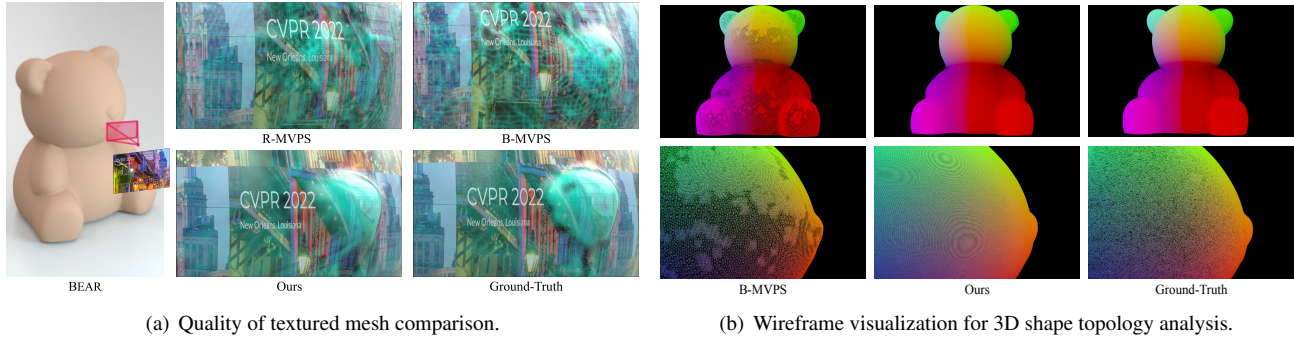 CVPR 2022
New Orleans, Louisiana
CVPR 2022
New Orleans, Louisiana
R-MVPS
B-MVPS
CVPR 2022
New Orleans, Louisiana
CVPR 2022
New Orleans, Louisiana
BEAR
Ours
Ground-Truth
B-MVPS
Ours
Ground-Truth
(a) Quality of textured mesh comparison.
(b) Wireframe visualization for 3D shape topology analysis.